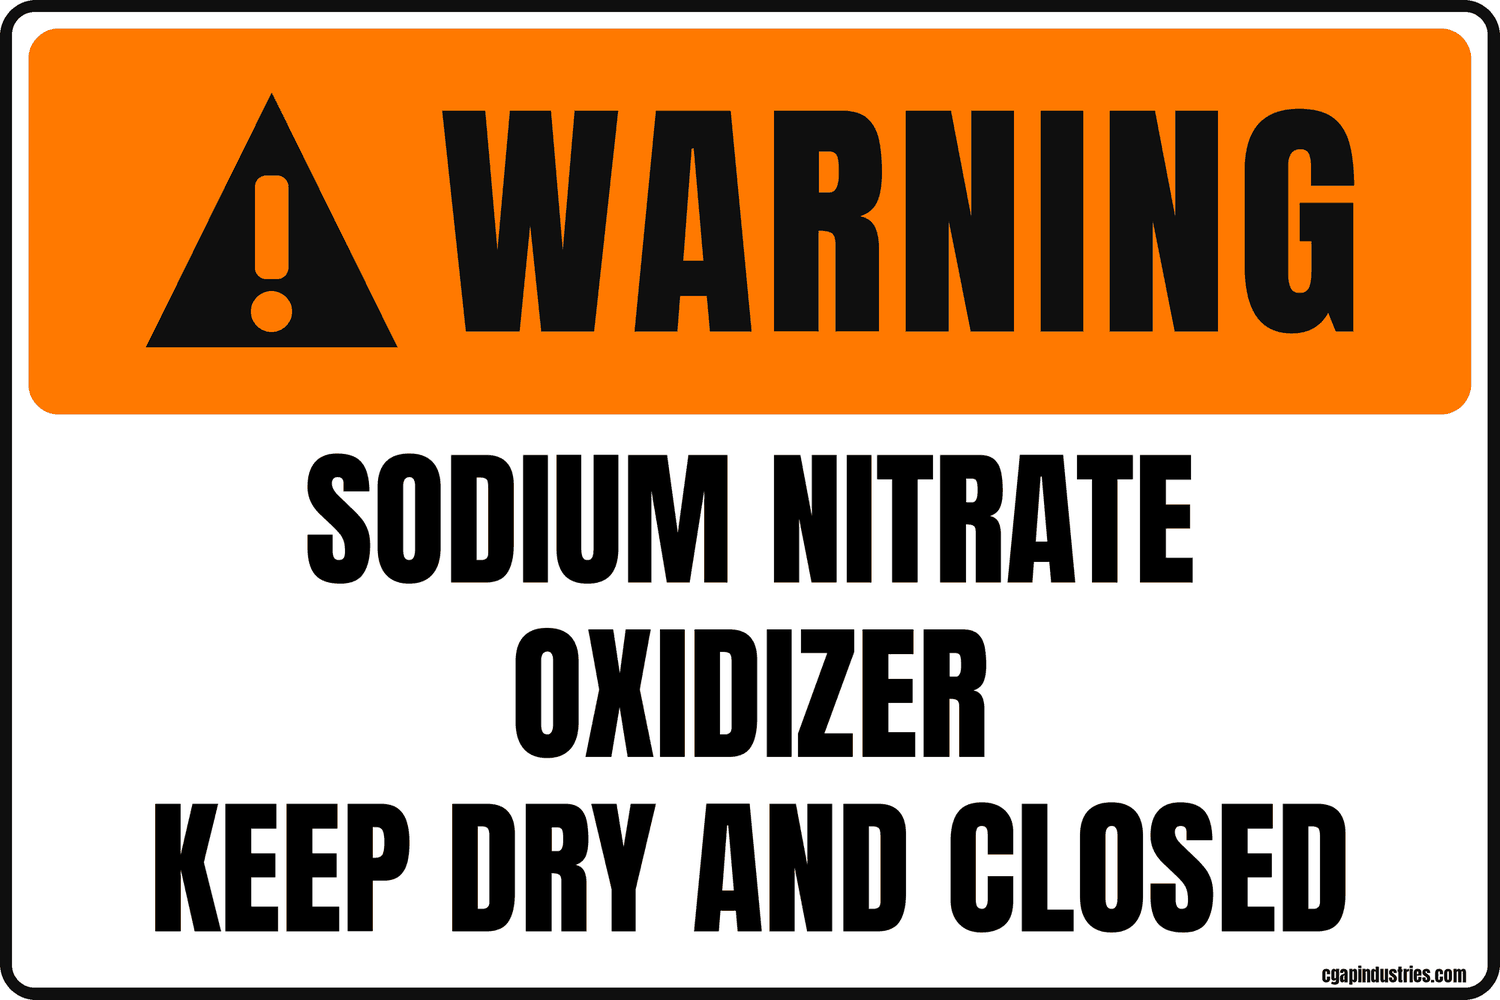 WARNING
SODIUM NITRATE
OXIDIZER
KEEP DRY AND CLOSED
cgapindustries.com